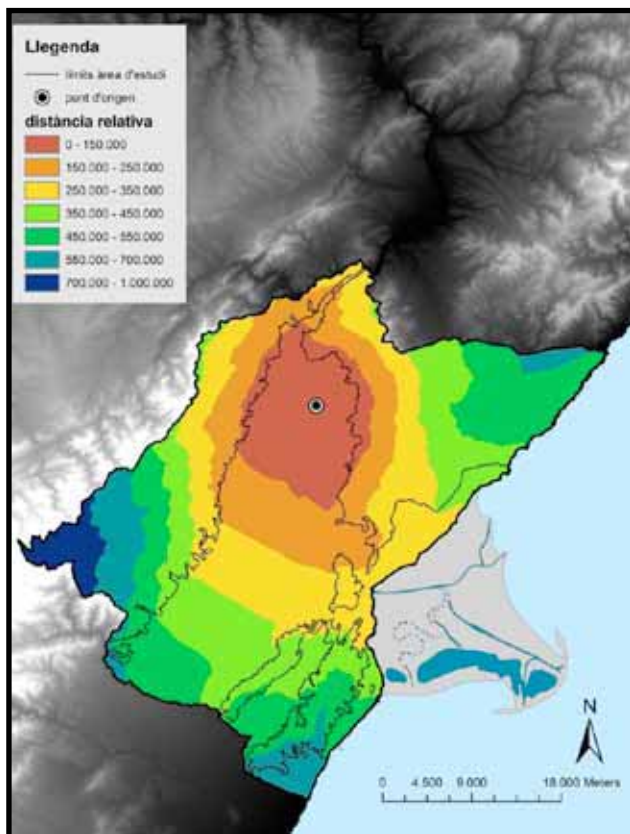 Llegenda
límits àrea d'estudi
punt d'origen
distància relativa
0 - 150.000
150.000 - 250.000
250.000 - 350.000
350.000 - 450.000
450.000 - 550.000
550.000 - 700.000
700.000 - 1.000.000
N
0 4.500 9.000 18.000 Meters